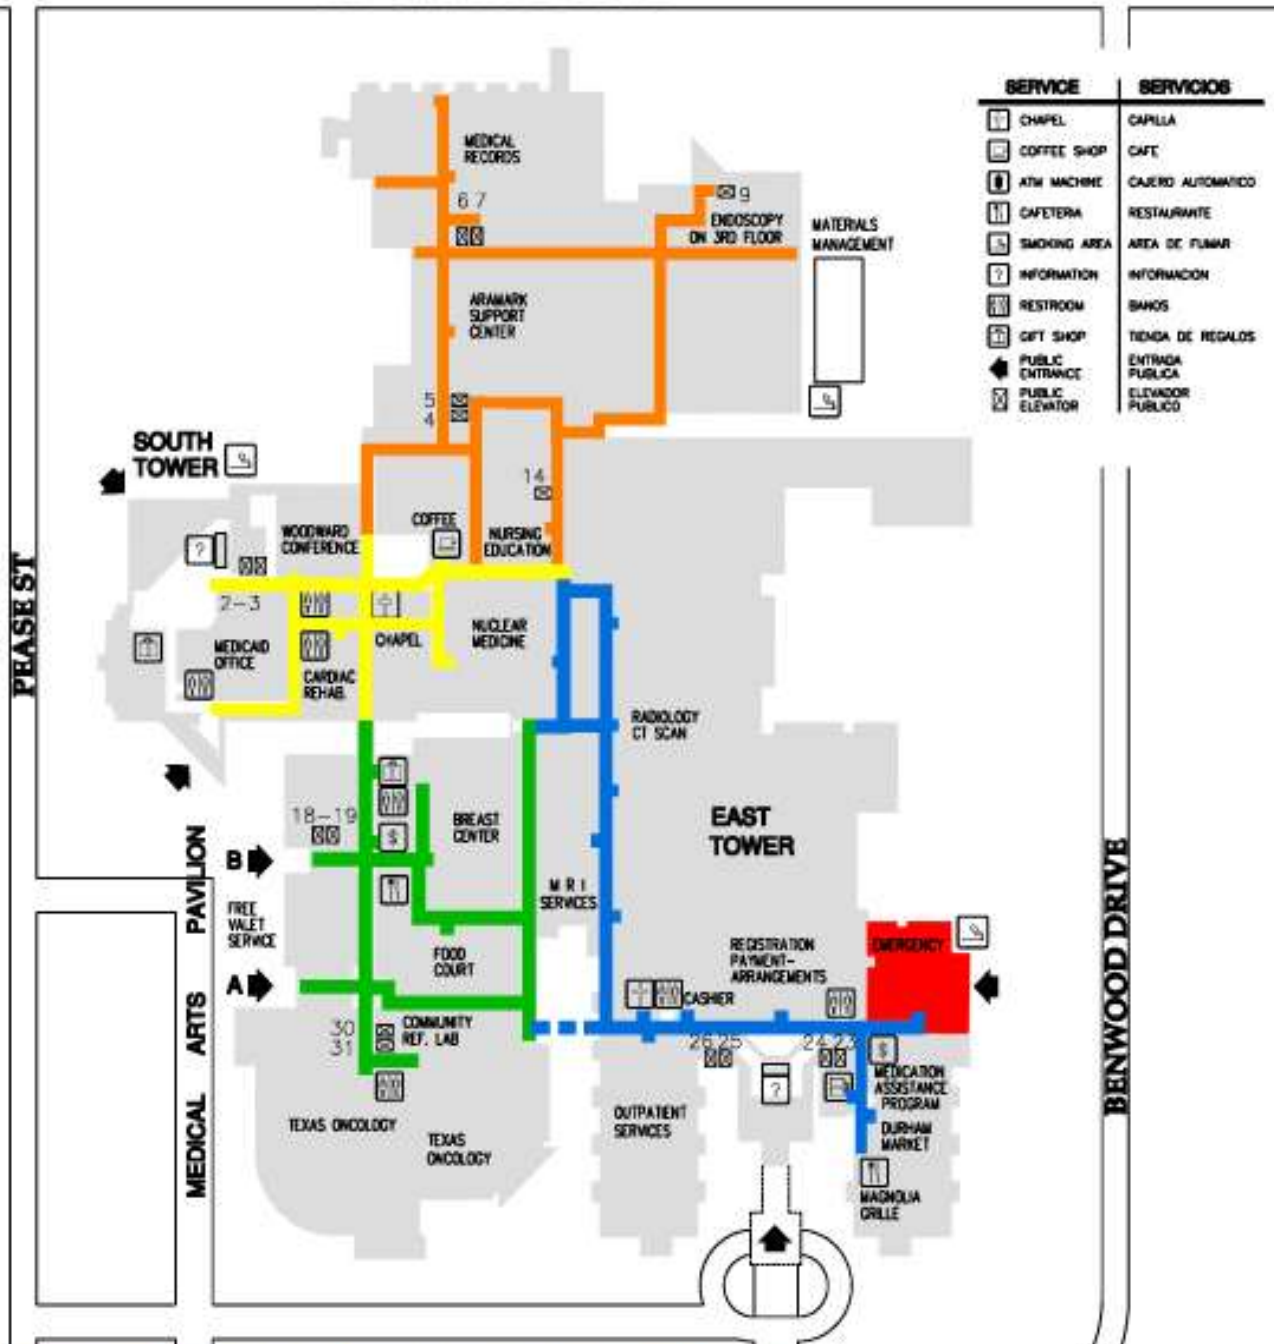 SERVICE SERVICIOS
CHAPEL CAPILLA
COFFEE SHOP CAFE
ATM MACHINE CAJERO AUTOMATICO
CAFETERIA RESTAURANTE
SMOKING AREA AREA DE FUMAR
? INFORMATION INFORMACION
RESTROOM BANOS
GIFT SHOP TIENDA DE REGALOS
PUBLIC ENTRANCE
ENTRADA PUBLICA
PUBLIC ELEVATOR
ELEVADOR PUBLICO
MEDICAL
RECORDS
6 7
9
ENDOSCOPY
ON 3RD FLOOR
MATERIALS
MANAGEMENT
ARAMARK
SUPPORT
CENTER
5
4
SOUTH
TOWER
14
COFFEE
NURSING
EDUCATION
WOODWARD
CONFERENCE
?
2-3
MEDICAID
OFFICE
CHAPEL
CARDIAC
REHAB.
NUCLEAR
MEDICINE
PEASE ST
RADIOLOGY
CT SCAN
18-19
$
BREAST
CENTER
EAST
TOWER
B
M R I
SERVICES
FREE
VALET
SERVICE
FOOD
COURT
A
REGISTRATION
PAYMENT-
ARRANGEMENTS
EMERGENCY
CASHIER
30
31
COMMUNITY
REF. LAB
26 25
24 23
$
?
MEDICATION
ASSISTANCE
PROGRAM
DURHAM
MARKET
MAGNOLIA
GRILLE
OUTPATIENT
SERVICES
TEXAS ONCOLOGY
TEXAS
ONCOLOGY
MEDICAL ARTS PAVILION
BENWOOD DRIVE